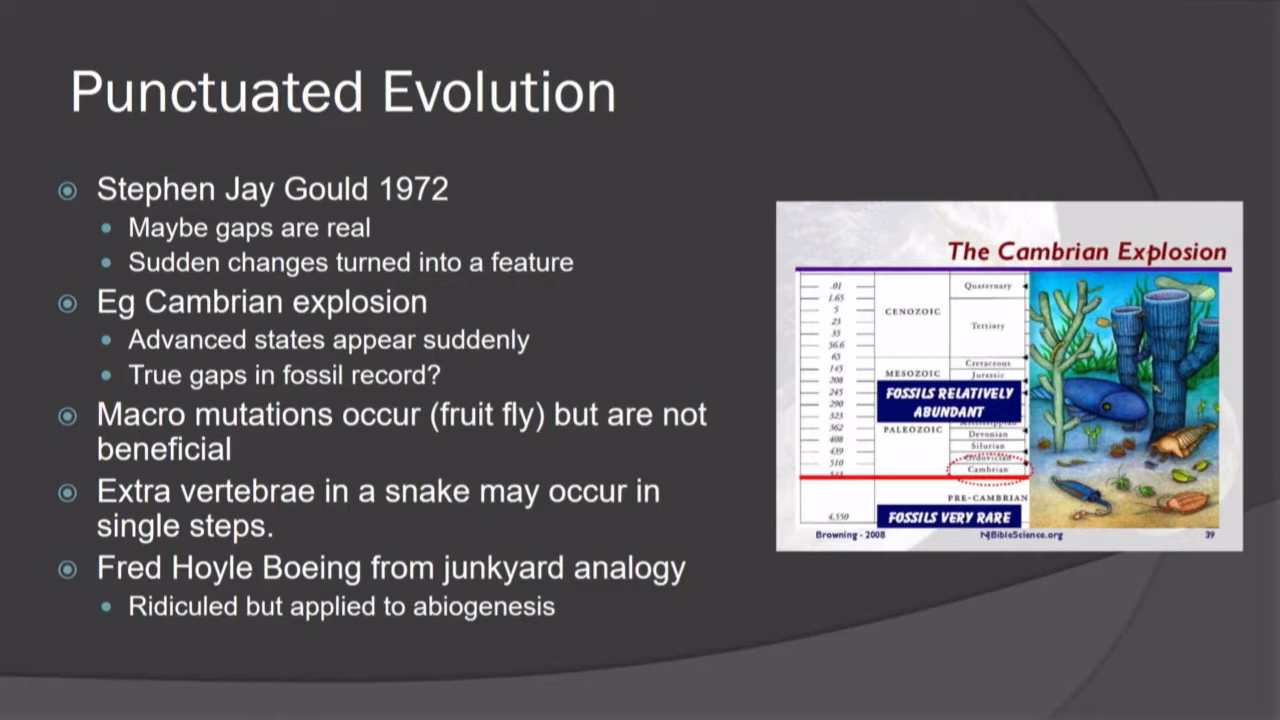 Punctuated Evolution
Stephen Jay Gould 1972
Maybe gaps are real
Sudden changes turned into a feature
Eg Cambrian explosion
Advanced states appear suddenly
True gaps in fossil record?
Macro mutations occur (fruit fly) but are not
beneficial
Extra vertebrae in a snake may occur in
single steps.
Fred Hoyle Boeing from junkyard analogy
Ridiculed but applied to abiogenesis
The Cambrian Explosion
.01
Quaternary
1.65
5
CENOZOIC
23
Tertiary
35
56.6
65
Cretaceous
145
MESOZOIC
Jurassic
208
245
FOSSILS RELATIVELY
290
ABUNDANT
323
362
PALEOZOIC
Devonian
408
Silurian
439
Ordovician
510
Cambrian
PRE-CAMBRIAN
4,550
FOSSILS VERY RARE
Browning - 2008
NJBibleScience.org
39